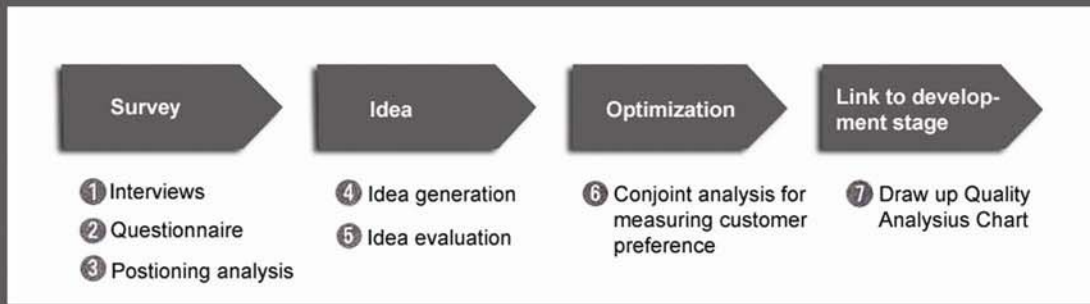 Survey
1 Interviews
2 Questionnaire
3 Postioning analysis
Idea
4 Idea generation
5 Idea evaluation
Optimization
6 Conjoint analysis for
measuring customer
preference
Link to develop-
ment stage
7 Draw up Quality
Analysius Chart